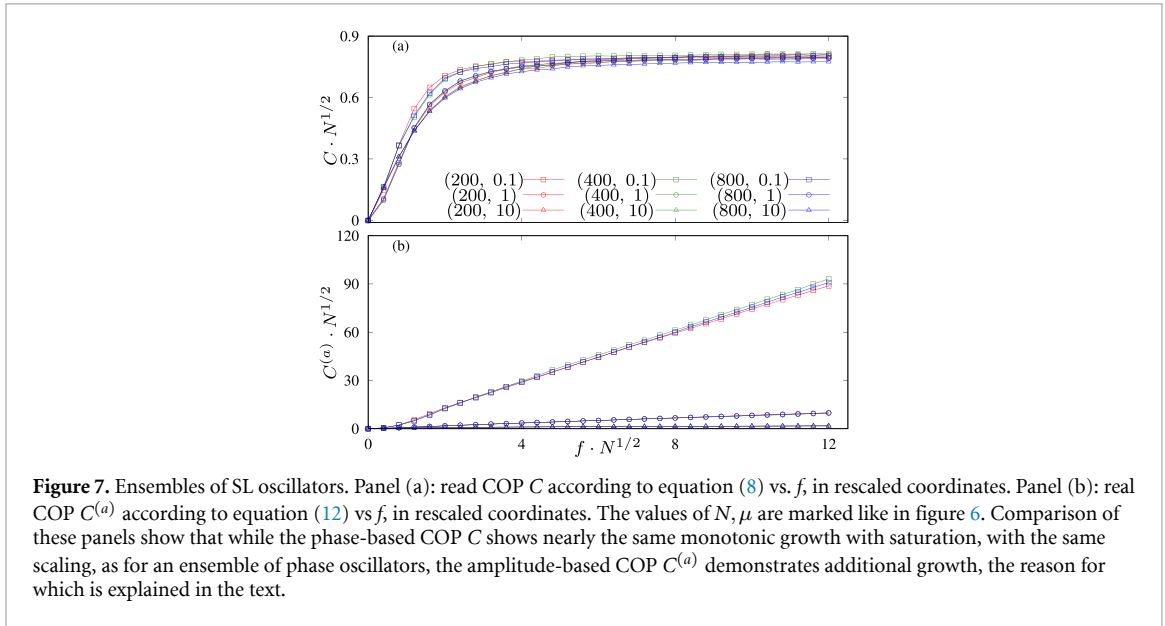 0.9
(a)
0.6
C · N^{1/2}
0.3
(200, 0.1) (400, 0.1) (800, 0.1)
(200, 1) (400, 1) (800, 1)
(200, 10) (400, 10) (800, 10)
0
120
(b)
90
C^{(a)} · N^{1/2}
60
30
0
0 4 8 12
f · N^{1/2}
Figure 7. Ensembles of SL oscillators. Panel (a): read COP C according to equation (8) vs. f, in rescaled coordinates. Panel (b): real
COP C^{(a)} according to equation (12) vs f, in rescaled coordinates. The values of N, μ are marked like in figure 6. Comparison of
these panels show that while the phase-based COP C shows nearly the same monotonic growth with saturation, with the same
scaling, as for an ensemble of phase oscillators, the amplitude-based COP C^{(a)} demonstrates additional growth, the reason for
which is explained in the text.